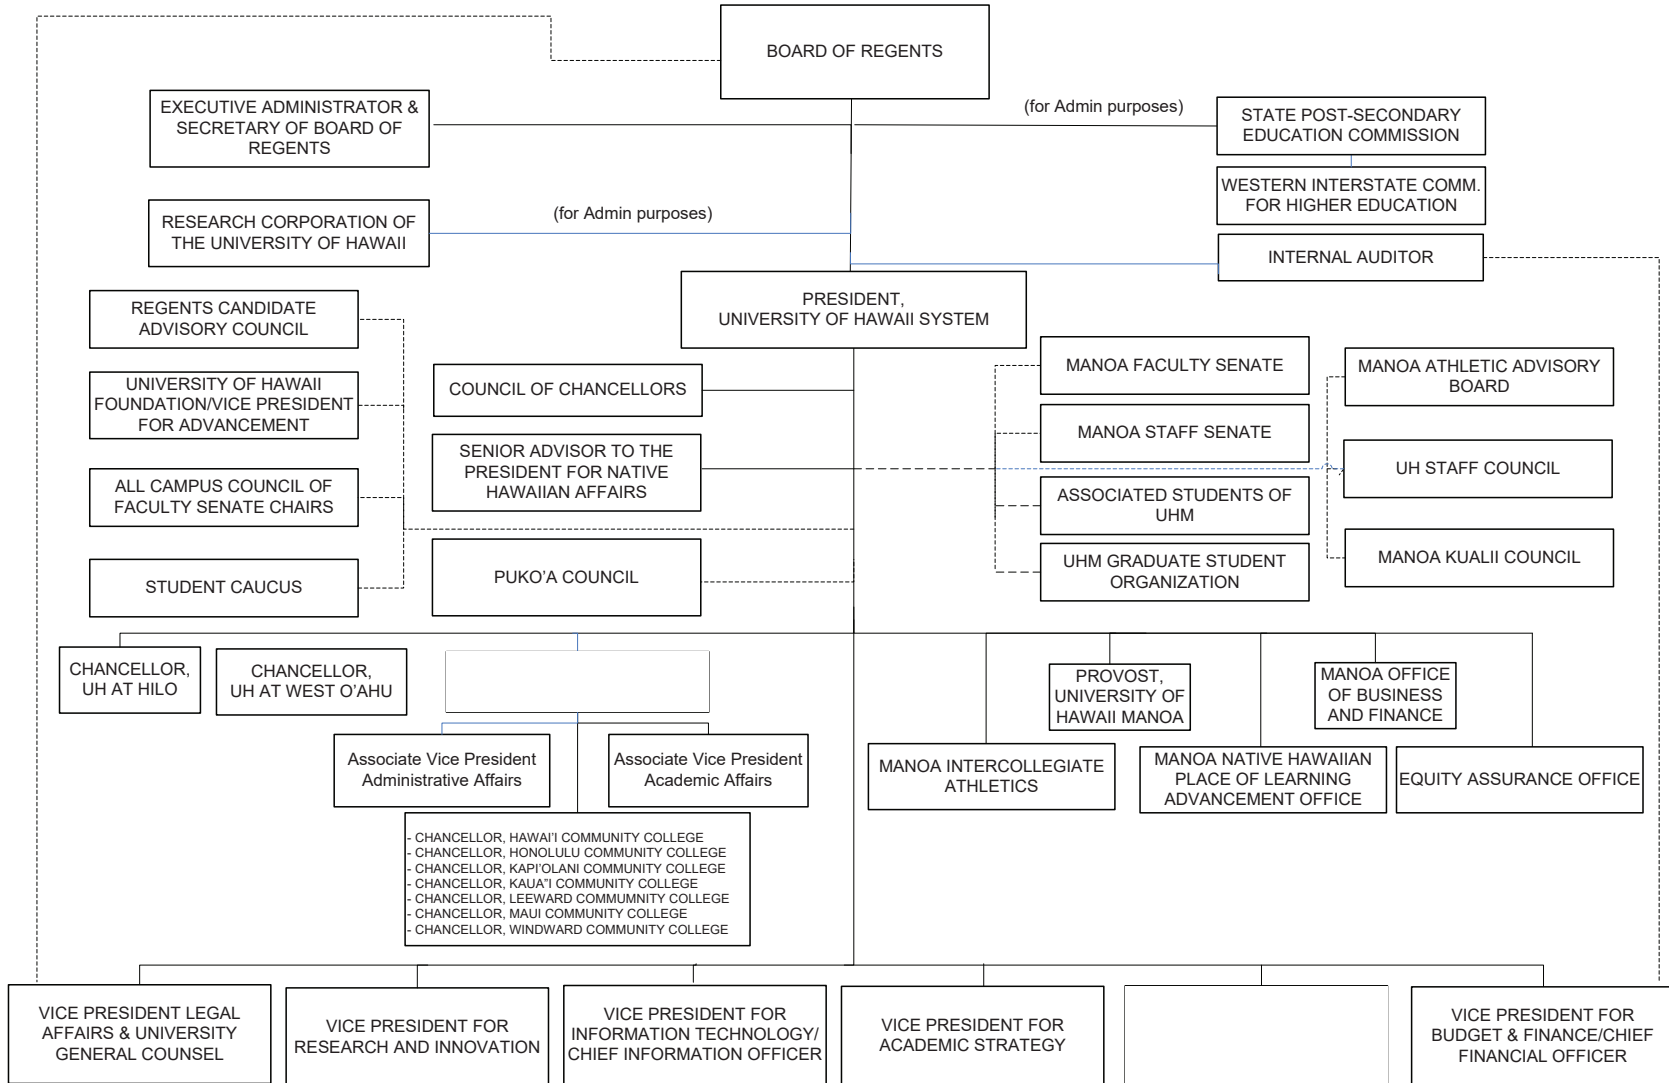 BOARD OF REGENTS
EXECUTIVE ADMINISTRATOR &
SECRETARY OF BOARD OF
REGENTS
(for Admin purposes)
STATE POST-SECONDARY
EDUCATION COMMISSION
WESTERN INTERSTATE COMM.
FOR HIGHER EDUCATION
RESEARCH CORPORATION OF
THE UNIVERSITY OF HAWAII
(for Admin purposes)
INTERNAL AUDITOR
PRESIDENT,
UNIVERSITY OF HAWAII SYSTEM
REGENTS CANDIDATE
ADVISORY COUNCIL
UNIVERSITY OF HAWAII
FOUNDATION/VICE PRESIDENT
FOR ADVANCEMENT
ALL CAMPUS COUNCIL OF
FACULTY SENATE CHAIRS
STUDENT CAUCUS
COUNCIL OF CHANCELLORS
SENIOR ADVISOR TO THE
PRESIDENT FOR NATIVE
HAWAIIAN AFFAIRS
PUKO'A COUNCIL
MANOA FACULTY SENATE
MANOA STAFF SENATE
ASSOCIATED STUDENTS OF
UHM
UHM GRADUATE STUDENT
ORGANIZATION
MANOA ATHLETIC ADVISORY
BOARD
UH STAFF COUNCIL
MANOA KUALII COUNCIL
CHANCELLOR,
UH AT HILO
CHANCELLOR,
UH AT WEST O'AHU
Associate Vice President
Administrative Affairs
Associate Vice President
Academic Affairs
- CHANCELLOR, HAWAI'I COMMUNITY COLLEGE
- CHANCELLOR, HONOLULU COMMUNITY COLLEGE
- CHANCELLOR, KAPI'OLANI COMMUNITY COLLEGE
- CHANCELLOR, KAUA"I COMMUNITY COLLEGE
- CHANCELLOR, LEEWARD COMMUMNITY COLLEGE
- CHANCELLOR, MAUI COMMUNITY COLLEGE
- CHANCELLOR, WINDWARD COMMUNITY COLLEGE
PROVOST,
UNIVERSITY OF
HAWAII MANOA
MANOA OFFICE
OF BUSINESS
AND FINANCE
MANOA INTERCOLLEGIATE
ATHLETICS
MANOA NATIVE HAWAIIAN
PLACE OF LEARNING
ADVANCEMENT OFFICE
EQUITY ASSURANCE OFFICE
VICE PRESIDENT LEGAL
AFFAIRS & UNIVERSITY
GENERAL COUNSEL
VICE PRESIDENT FOR
RESEARCH AND INNOVATION
VICE PRESIDENT FOR
INFORMATION TECHNOLOGY/
CHIEF INFORMATION OFFICER
VICE PRESIDENT FOR
ACADEMIC STRATEGY
VICE PRESIDENT FOR
BUDGET & FINANCE/CHIEF
FINANCIAL OFFICER